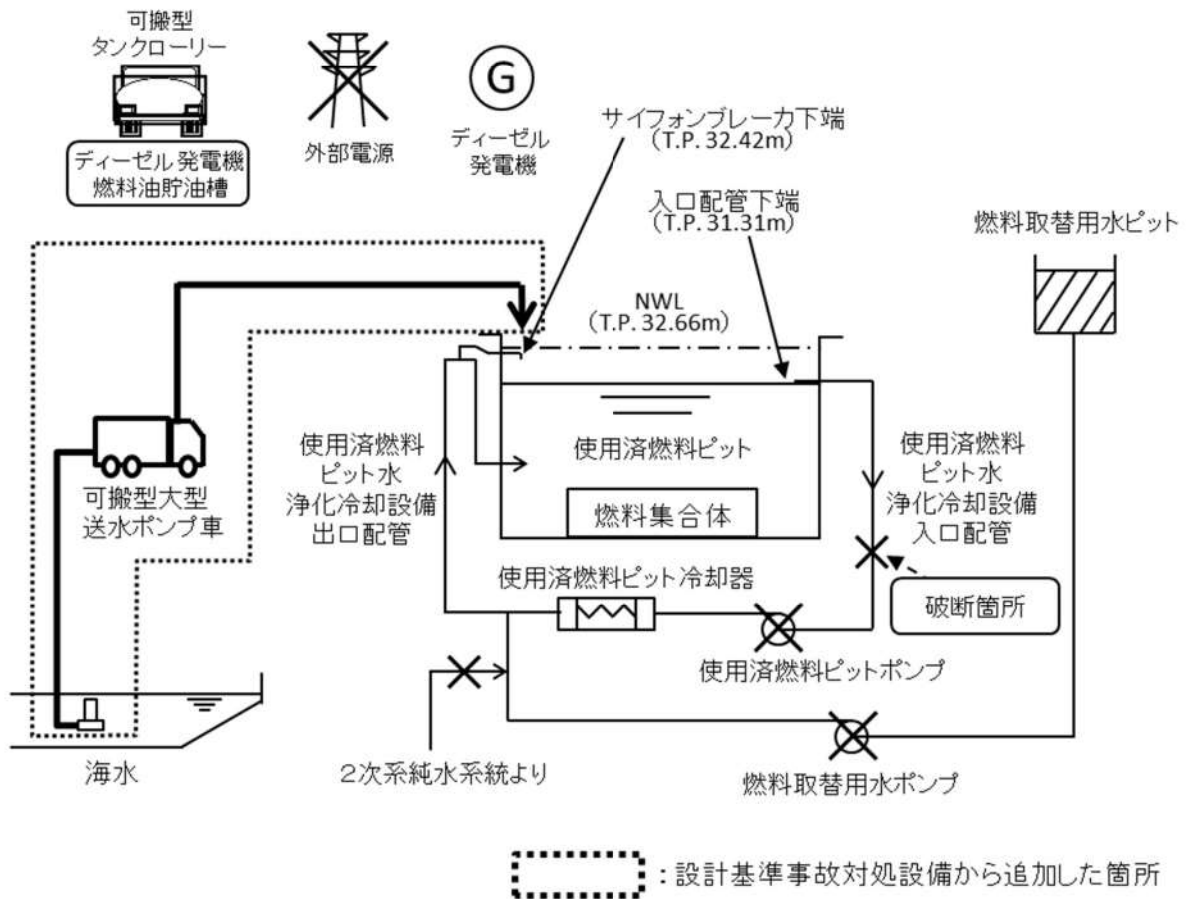 可搬型
タンクローリー
ディーゼル発電機
燃料油貯油槽
外部電源
G
ディーゼル
発電機
サイフォンブレーカ下端
(T.P. 32.42m)
入口配管下端
(T.P. 31.31m)
燃料取替用水ピット
NWL
(T.P. 32.66m)
可搬型大型
送水ポンプ車
使用済燃料
ピット水
浄化冷却設備
出口配管
使用済燃料ピット
燃料集合体
使用済燃料
ピット水
浄化冷却設備
入口配管
破断箇所
使用済燃料ピット冷却器
使用済燃料ピットポンプ
海水
2次系純水系統より
燃料取替用水ポンプ
:設計基準事故対処設備から追加した箇所